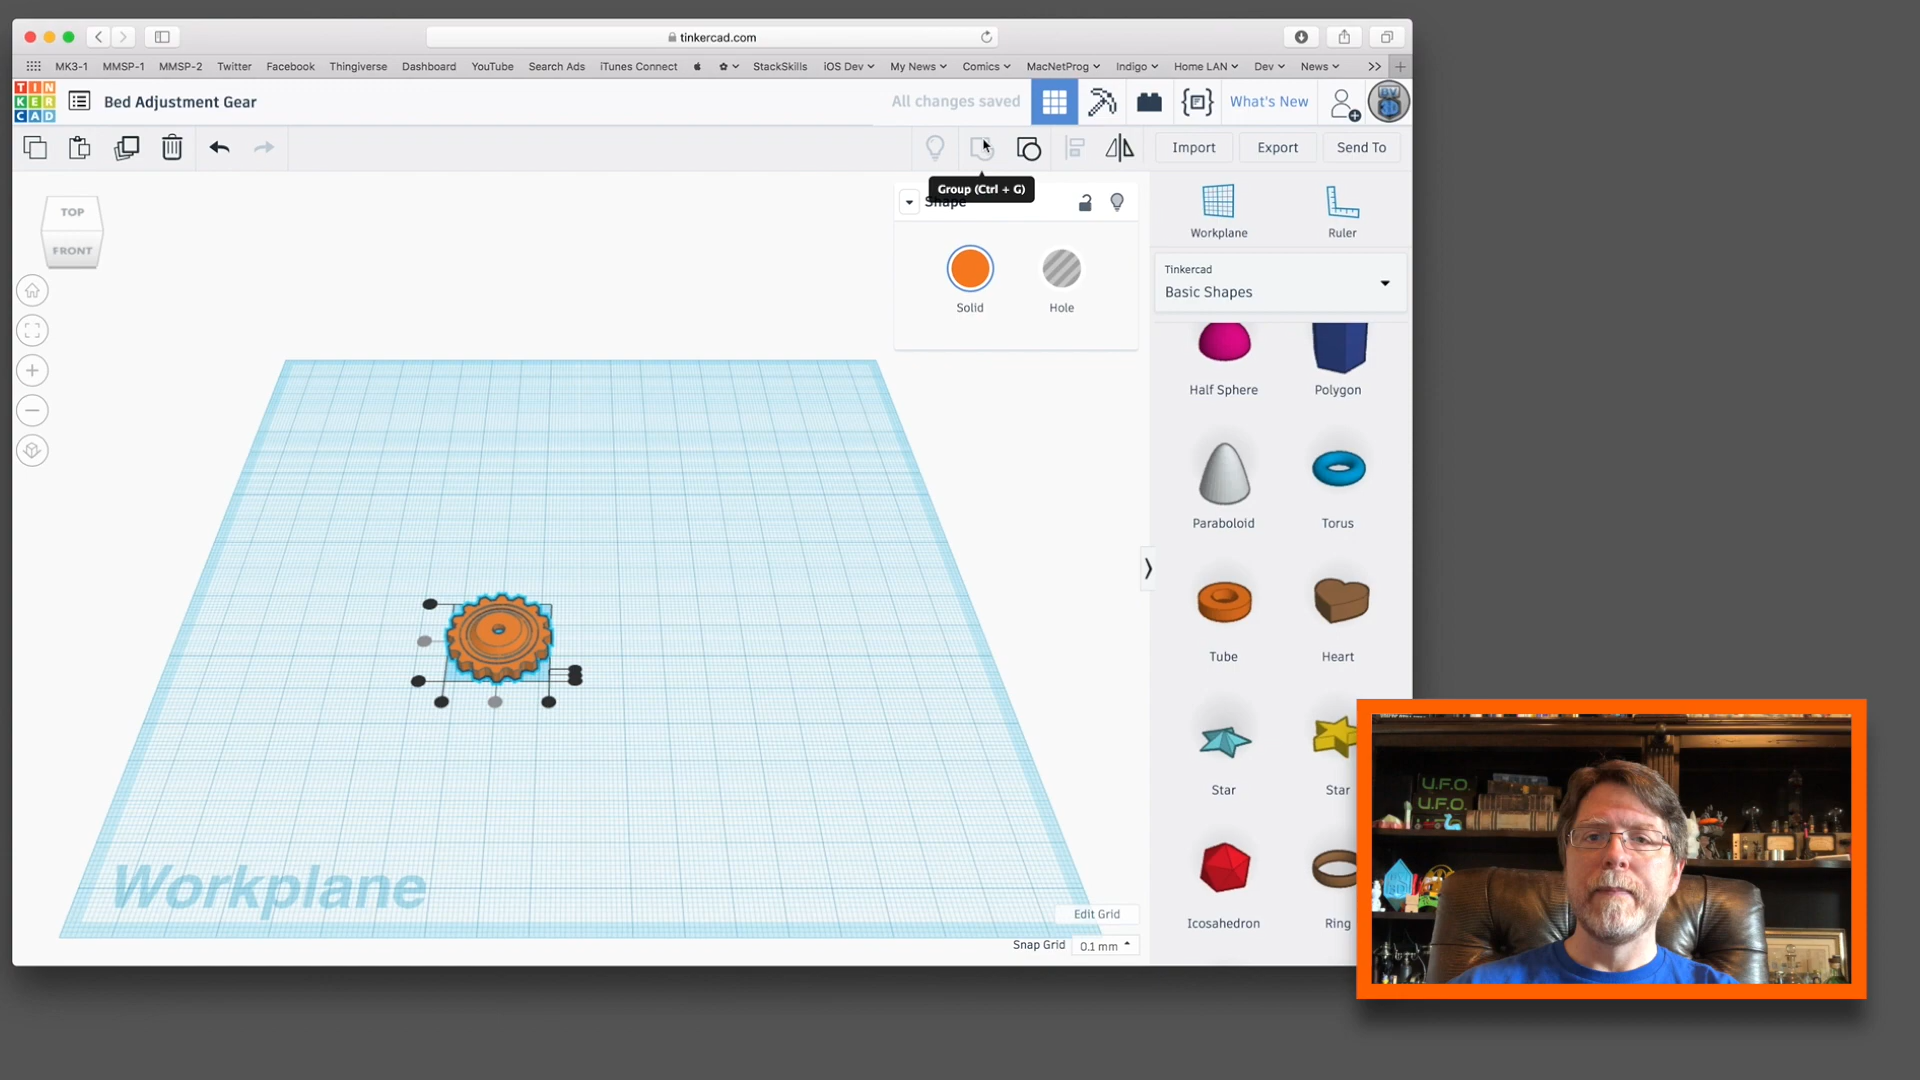 tinkercad.com
MK3-1 MMSP-1 MMSP-2 Twitter Facebook Thingiverse Dashboard YouTube Search Ads iTunes Connect StackSkills iOS Dev My News Comics MacNetProg Indigo Home LAN Dev News >>
TIN
KER
CAD
Bed Adjustment Gear
All changes saved
What's New
Import Export Send To
Group (Ctrl + G)
Shape
Solid Hole
TOP
FRONT
Workplane Ruler
Tinkercad
Basic Shapes
Half Sphere Polygon
Paraboloid Torus
Tube Heart
Star Star
Icosahedron Ring
Workplane
Edit Grid
Snap Grid 0.1 mm
U.F.O.
U.F.O.